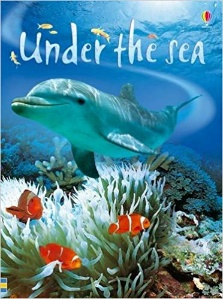 Under the sea